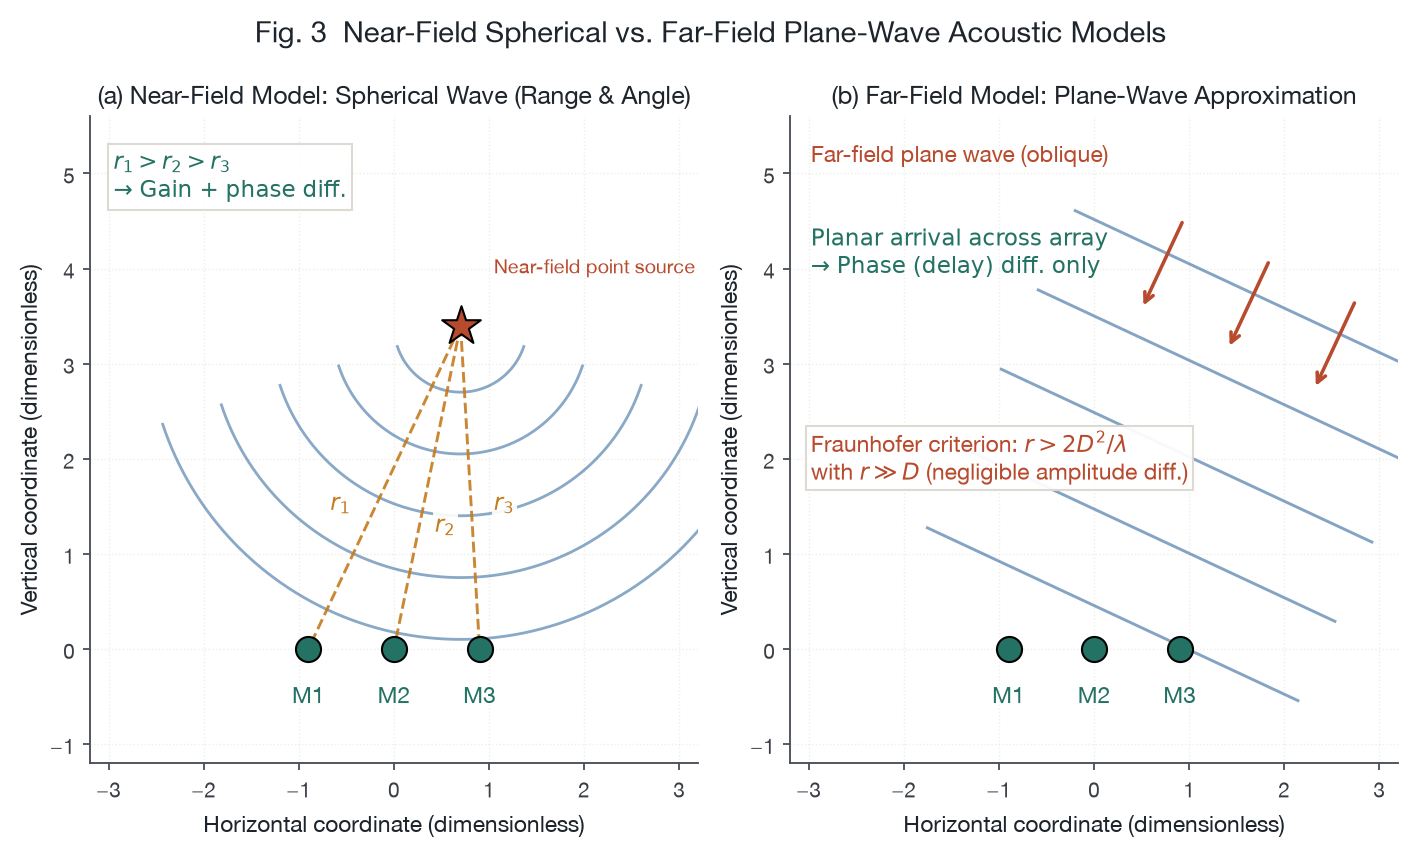 Fig. 3 Near-Field Spherical vs. Far-Field Plane-Wave Acoustic Models
(a) Near-Field Model: Spherical Wave (Range & Angle)
r₁ > r₂ > r₃
→ Gain + phase diff.
Near-field point source
r₁
r₂
r₃
M1
M2
M3
5
4
3
2
1
0
−1
−3
−2
−1
0
1
2
3
Vertical coordinate (dimensionless)
Horizontal coordinate (dimensionless)
(b) Far-Field Model: Plane-Wave Approximation
Far-field plane wave (oblique)
Planar arrival across array
→ Phase (delay) diff. only
Fraunhofer criterion: r > 2D²/λ
with r ≫ D (negligible amplitude diff.)
M1
M2
M3
5
4
3
2
1
0
−1
−3
−2
−1
0
1
2
3
Vertical coordinate (dimensionless)
Horizontal coordinate (dimensionless)